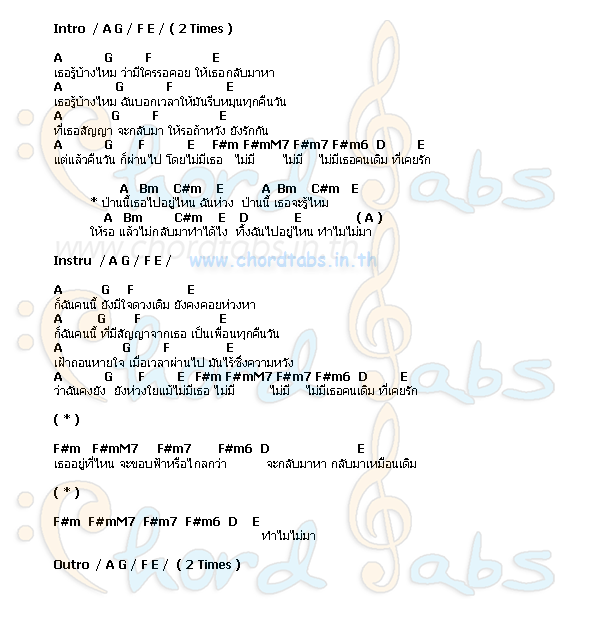 Intro / A G / F E / ( 2 Times )
A G F E
เธอรู้บ้างไหม ว่ามีใครรอคอย ให้เธอกลับมาหา
A G F E
เธอรู้บ้างไหม ฉันบอกเวลาให้มันรีบหมุนทุกคืนวัน
A G F E
ที่เธอสัญญา จะกลับมา ให้รอถ้าหวัง ยังรักกัน
A G F E F#m F#mM7 F#m7 F#m6 D E
แต่แล้วคืนวัน ก็ผ่านไป โดยไม่มีเธอ ไม่มี ไม่มี ไม่มีเธอคนเดิม ที่เคยรัก
A Bm C#m E A Bm C#m E
* ป่านนี้เธอไปอยู่ไหน ฉันห่วง ป่านนี้ เธอจะรู้ไหม
A Bm C#m E D E ( A )
ให้รอ แล้วไม่กลับมาทำได้ไง ทิ้งฉันไปอยู่ไหน ทำไมไม่มา
www.chordtabs.in.th
Instru / A G / F E /
www.chordtabs.in.th
A G F E
ก็ฉันคนนี้ ยังมีใจดวงเดิม ยังคงคอยห่วงหา
A G F E
ก็ฉันคนนี้ ที่มีสัญญาจากเธอ เป็นเพื่อนทุกคืนวัน
A G F E
เฝ้าถอนหายใจ เมื่อเวลาผ่านไป มันไร้ซึ่งความหวัง
A G F E F#m F#mM7 F#m7 F#m6 D E
ว่าฉันคงยัง ยังห่วงใยแม้ไม่มีเธอ ไม่มี ไม่มี ไม่มีเธอคนเดิม ที่เคยรัก
( * )
F#m F#mM7 F#m7 F#m6 D E
เธออยู่ที่ไหน จะขอบฟ้าหรือไกลกว่า จะกลับมาหา กลับมาเหมือนเดิม
( * )
F#m F#mM7 F#m7 F#m6 D E
ทำไมไม่มา
Outro / A G / F E / ( 2 Times )